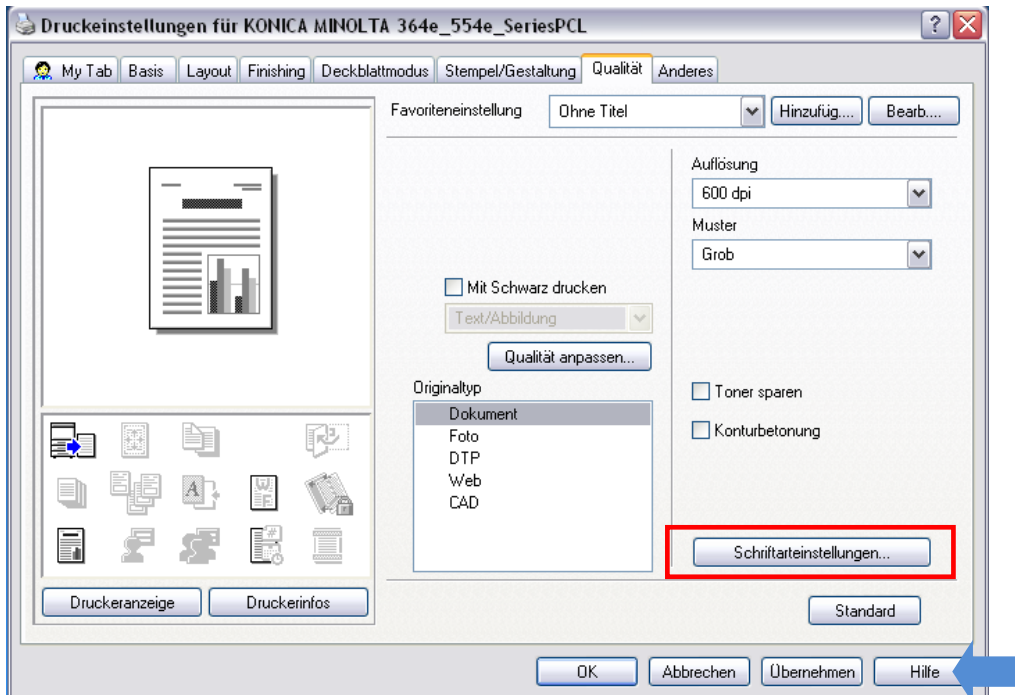 Druckeinstellungen für KONICA MINOLTA 364e_554e_SeriesPCL
My Tab Basis Layout Finishing Deckblattmodus Stempel/Gestaltung Qualität Anderes
Favoriteneinstellung Ohne Titel Hinzufüg.... Bearb....
Auflösung
600 dpi
Muster
Grob
Mit Schwarz drucken
Text/Abbildung
Qualität anpassen...
Originaltyp
Dokument
Foto
DTP
Web
CAD
Toner sparen
Konturbetonung
Schriftarteinstellungen...
Druckeranzeige Druckerinfos
Standard
OK Abbrechen Übernehmen Hilfe